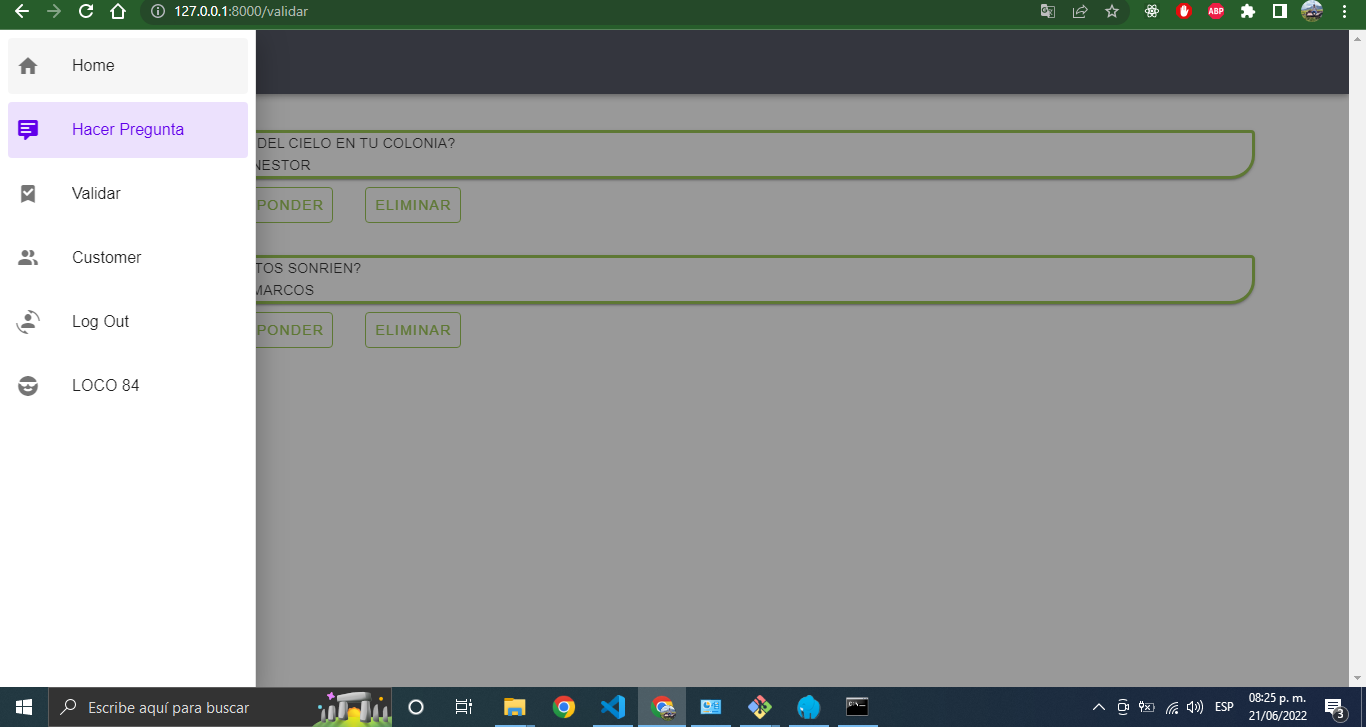 127.0.0.1:8000/validar
ABP
Home
Hacer Pregunta
Validar
Customer
Log Out
LOCO 84
DEL CIELO EN TU COLONIA?
NESTOR
PONDER ELIMINAR
TOS SONRIEN?
MARCOS
PONDER ELIMINAR
Escribe aquí para buscar
ESP
08:25 p. m.
21/06/2022
3